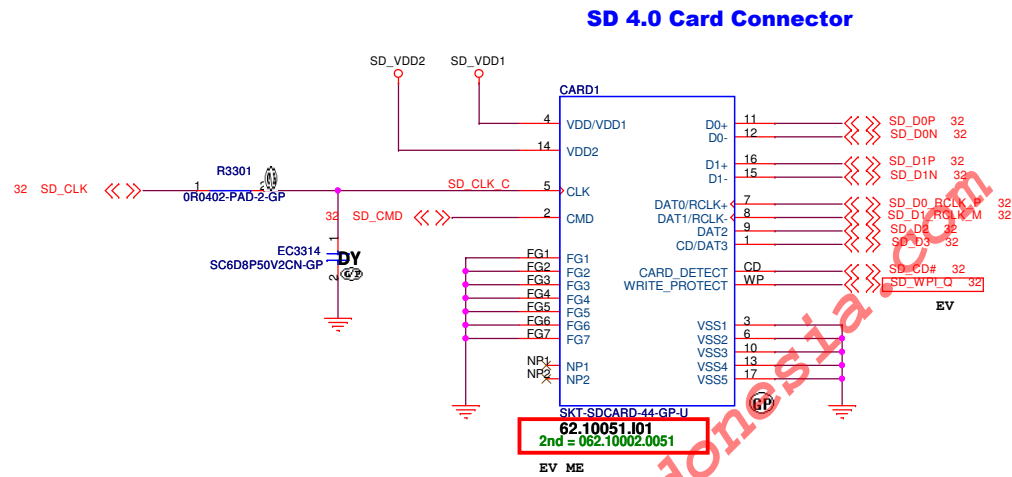 SD 4.0 Card Connector
SD_VDD2 SD_VDD1
CARD1
4 VDD/VDD1
14 VDD2
32 SD_CLK
1 R3301
0R0402-PAD-2-GP
SD_CLK_C 5 CLK
32 SD_CMD 2 CMD
1
EC3314
SC6D8P50V2CN-GP
DY
2
FG1 FG1
FG2 FG2
FG3 FG3
FG4 FG4
FG5 FG5
FG6 FG6
FG7 FG7
NP1 NP1
NP2 NP2
D0+ 11 SD_D0P 32
D0- 12 SD_D0N 32
D1+ 16 SD_D1P 32
D1- 15 SD_D1N 32
DAT0/RCLK+ 7 SD_D0_RCLK_P 32
DAT1/RCLK- 8 SD_D1_RCLK_M 32
DAT2 9 SD_D2 32
CD/DAT3 1 SD_D3 32
CARD_DETECT CD SD_CD# 32
WRITE_PROTECT WP SD_WPI_Q 32
EV
VSS1 3
VSS2 6
VSS3 10
VSS4 13
VSS5 17
GP
SKT-SDCARD-44-GP-U
62.10051.I01
2nd = 062.10002.0051
EV ME
donesia.com